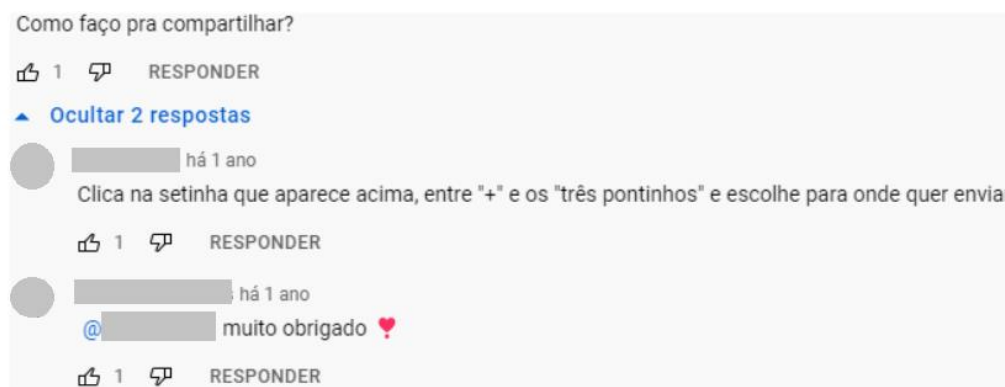 Como faço pra compartilhar?
1 RESPONDER
Ocultar 2 respostas
há 1 ano
Clica na setinha que aparece acima, entre "+" e os "três pontinhos" e escolhe para onde quer envia
1 RESPONDER
há 1 ano
@ muito obrigado
1 RESPONDER